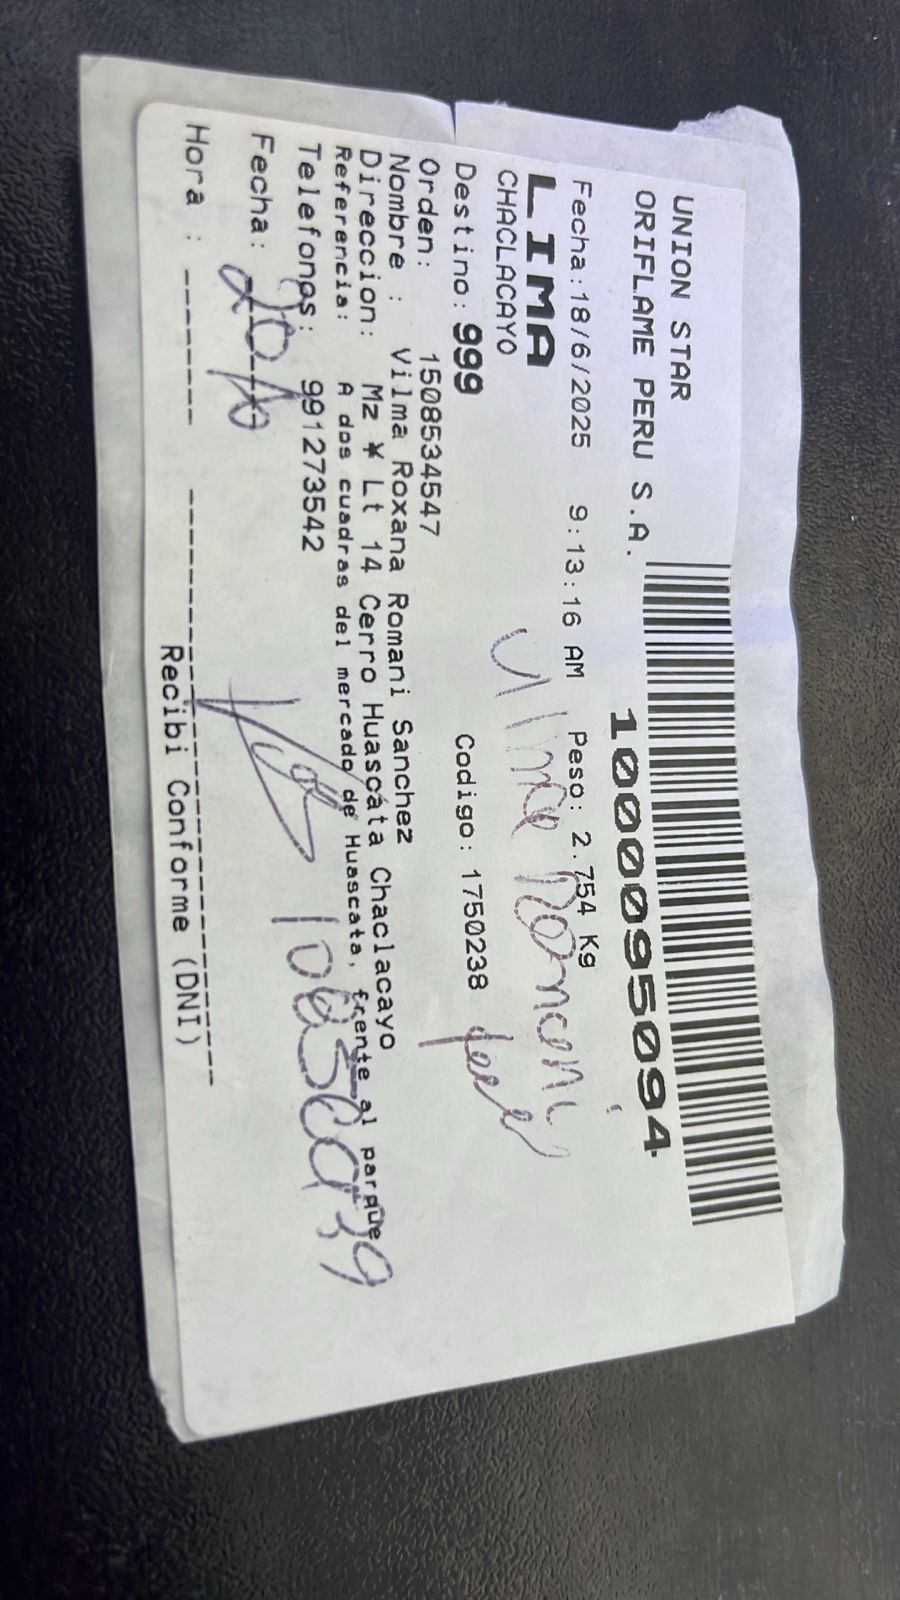 UNION STAR
ORIFLAME PERU S.A.
10000095094
Fecha:18/6/2025 9:13:16 AM Peso: 2.754 Kg
LIMA
CHACLACAYO
Vilma Romani
Destino: 999 Codigo: 1750238
Orden: 1508534547
Nombre : Vilma Roxana Romani Sanchez
Direccion: Mz ¥ Lt 14 Cerro Huascata Chaclacayo
Referencia: A dos cuadras del mercado de Huascata, frente al parque
Telefonos: 991273542
Fecha:
Hora :
Recibi Conforme (DNI)